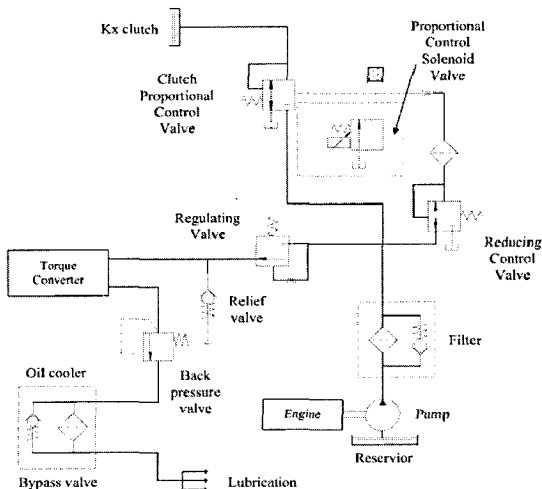 Kx clutch
Proportional
Control
Solenoid
Valve
Clutch
Proportional
Control
Valve
Regulating
Valve
Reducing
Control
Valve
Torque
Converter
Relief
valve
Filter
Oil cooler
Back
pressure
valve
Engine
Pump
Reservior
Bypass valve
Lubrication